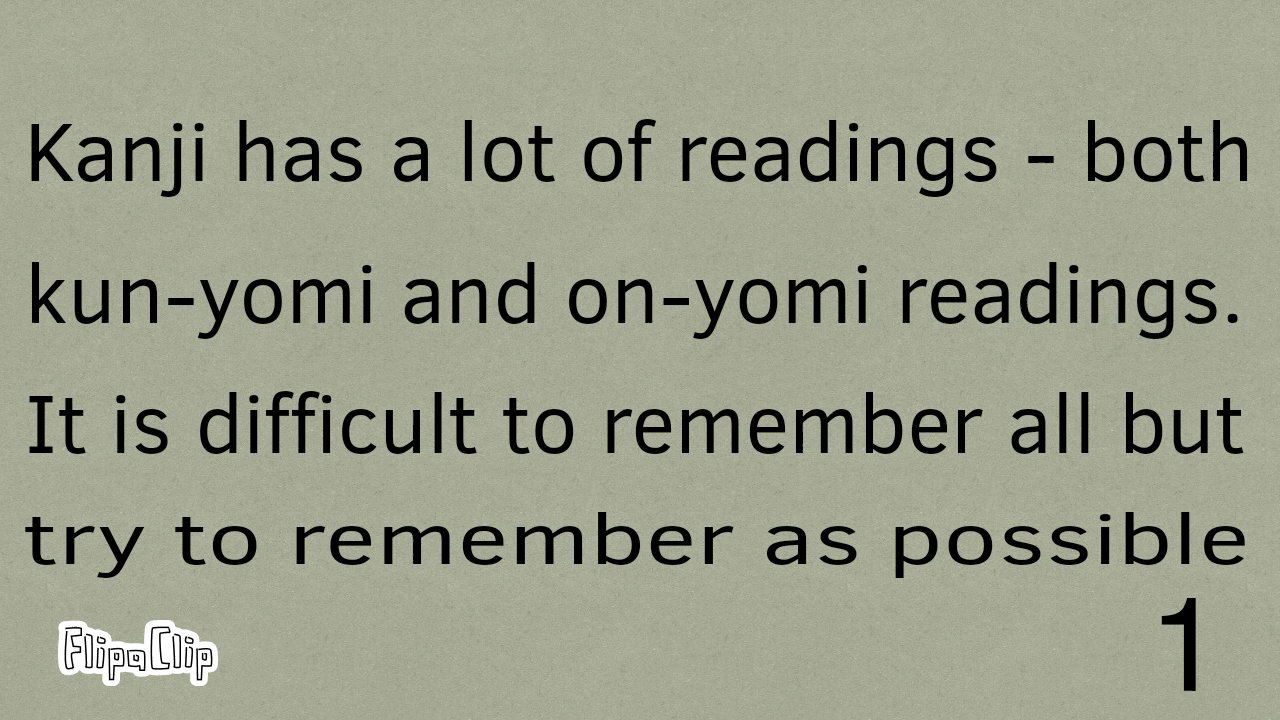 Kanji has a lot of readings - both
kun-yomi and on-yomi readings.
It is difficult to remember all but
try to remember as possible
1
FlipaClip